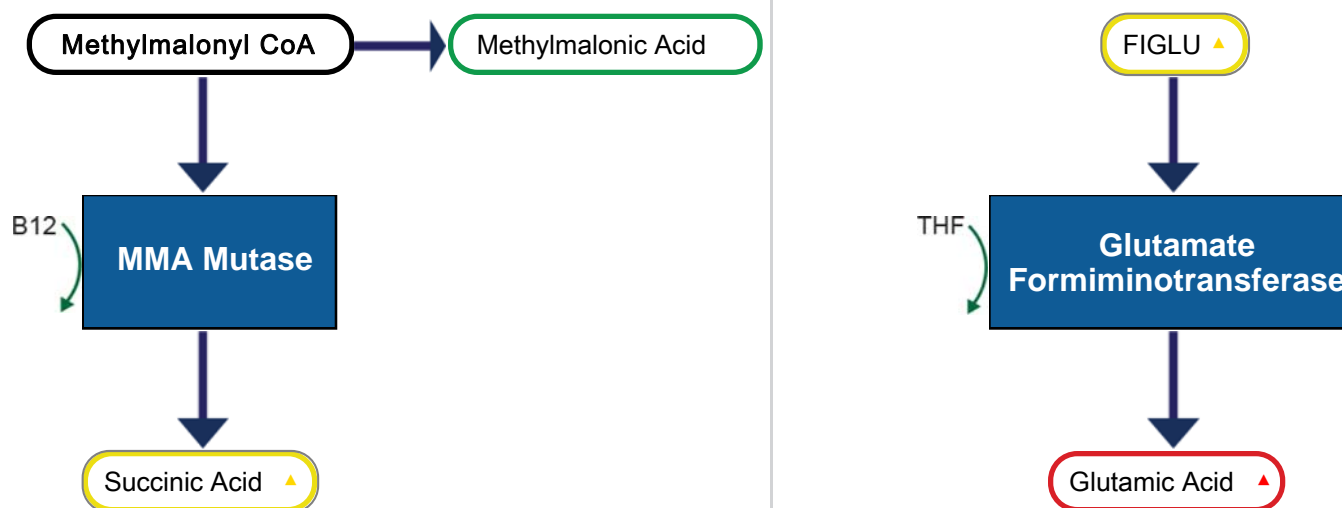 Methylmalonyl CoA
Methylmalonic Acid
B12
MMA Mutase
Succinic Acid
FIGLU
THF
Glutamate
Formiminotransferase
Glutamic Acid